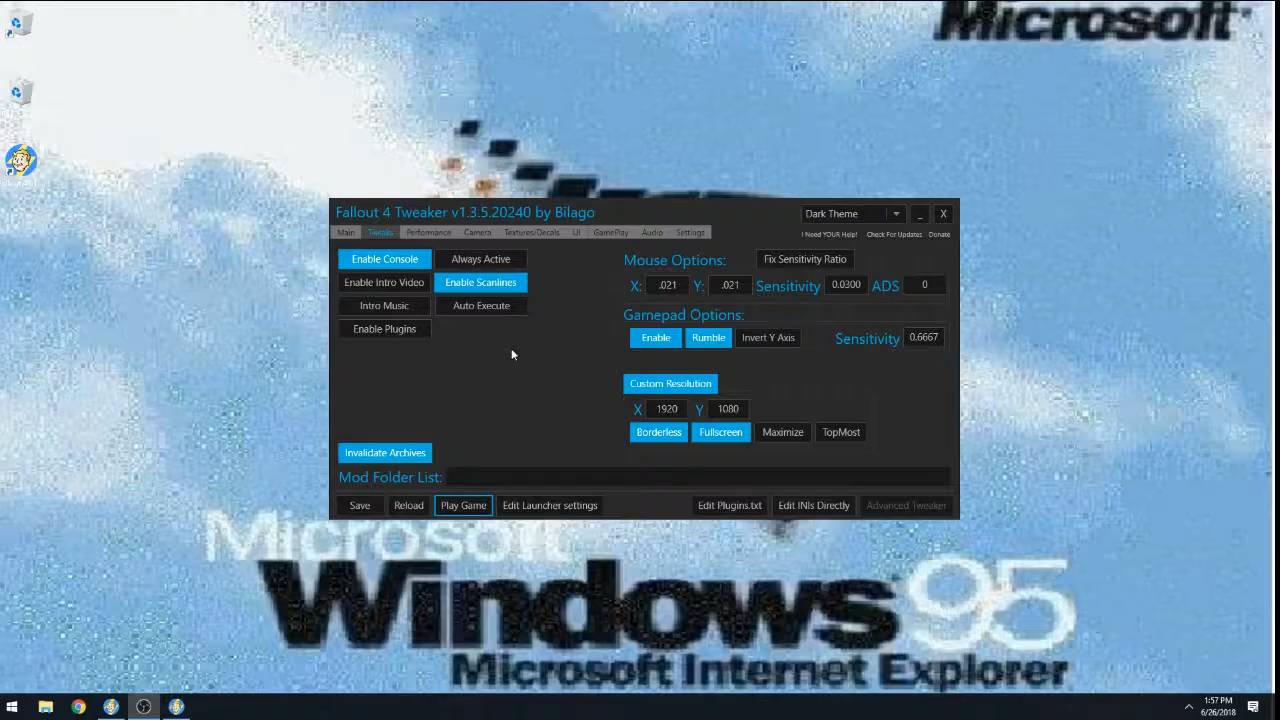 Microsoft
Fallout 4 Tweaker v1.3.5.20240 by Bilago
Dark Theme
_
X
Main Tweaks Performance Camera Textures/Decals UI GamePlay Audio Settings
I Need YOUR Help! Check For Updates Donate
Enable Console Always Active
Enable Intro Video Enable Scanlines
Intro Music Auto Execute
Enable Plugins
Mouse Options: Fix Sensitivity Ratio
X: .021 Y: .021 Sensitivity 0.0300 ADS 0
Gamepad Options:
Enable Rumble Invert Y Axis Sensitivity 0.6667
Custom Resolution
X 1920 Y 1080
Borderless Fullscreen Maximize TopMost
Invalidate Archives
Mod Folder List:
Save Reload Play Game Edit Launcher settings Edit Plugins.txt Edit INIs Directly Advanced Tweaker
Microsoft
Windows 95
Microsoft Internet Explorer
1:57 PM
6/26/2018